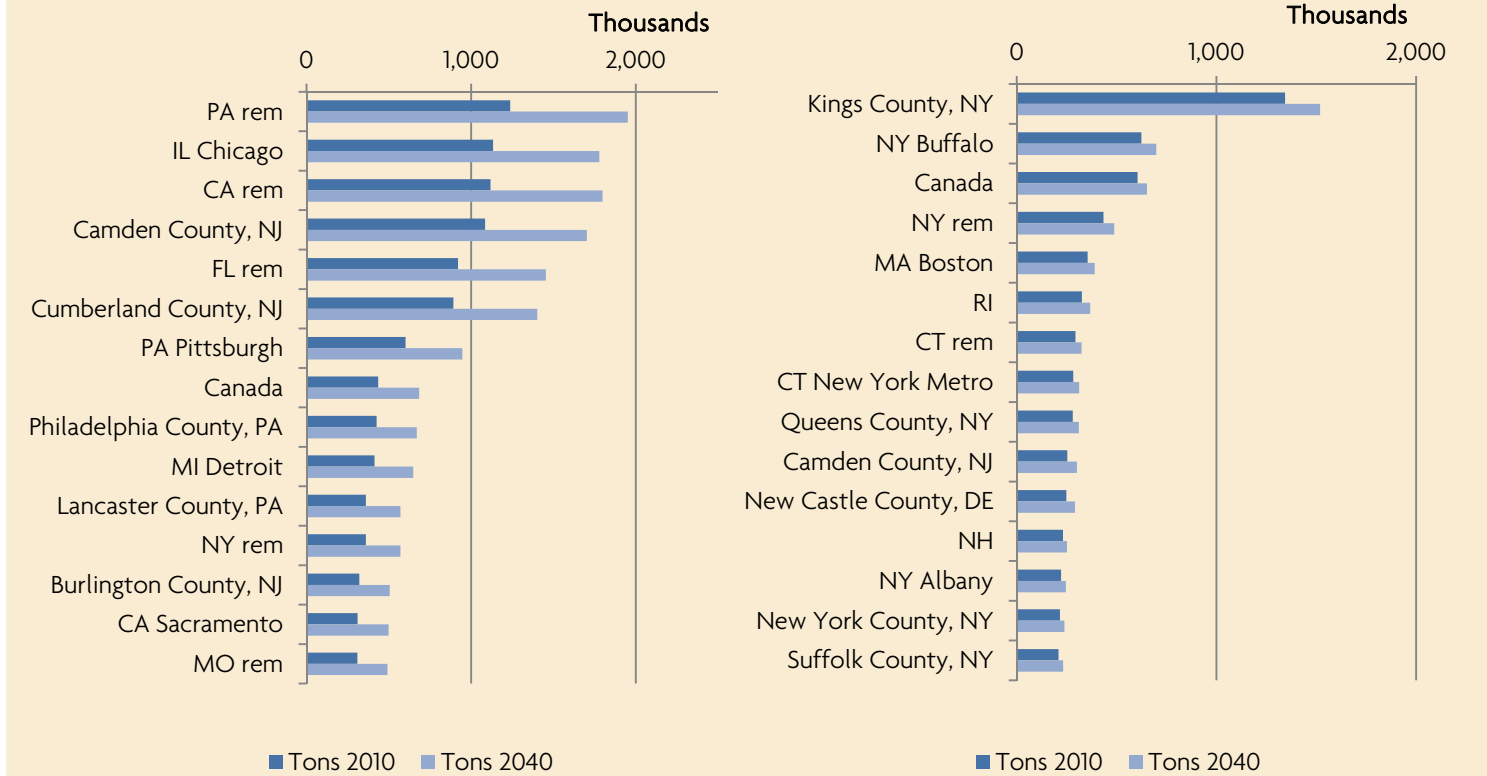 Thousands
0 1,000 2,000
PA rem
IL Chicago
CA rem
Camden County, NJ
FL rem
Cumberland County, NJ
PA Pittsburgh
Canada
Philadelphia County, PA
MI Detroit
Lancaster County, PA
NY rem
Burlington County, NJ
CA Sacramento
MO rem
Tons 2010 Tons 2040
Thousands
0 1,000 2,000
Kings County, NY
NY Buffalo
Canada
NY rem
MA Boston
RI
CT rem
CT New York Metro
Queens County, NY
Camden County, NJ
New Castle County, DE
NH
NY Albany
New York County, NY
Suffolk County, NY
Tons 2010 Tons 2040